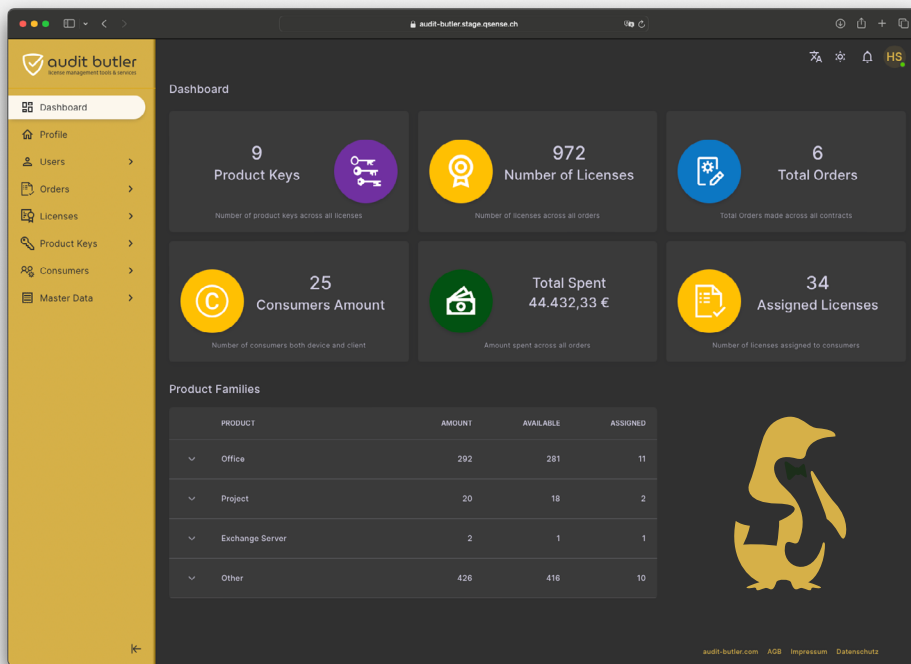 audit-butler.stage.qsense.ch
audit butler
license management tools & services
HS
Dashboard
Profile
Users
Orders
Licenses
Product Keys
Consumers
Master Data
Dashboard
9
Product Keys
Number of product keys across all licenses
972
Number of Licenses
Number of licenses across all orders
6
Total Orders
Total Orders made across all contracts
25
Consumers Amount
Number of consumers both device and client
Total Spent
44.432,33 €
Amount spent across all orders
34
Assigned Licenses
Number of licenses assigned to consumers
Product Families
PRODUCT AMOUNT AVAILABLE ASSIGNED
Office 292 281 11
Project 20 18 2
Exchange Server 2 1 1
Other 426 416 10
audit-butler.com AGB Impressum Datenschutz